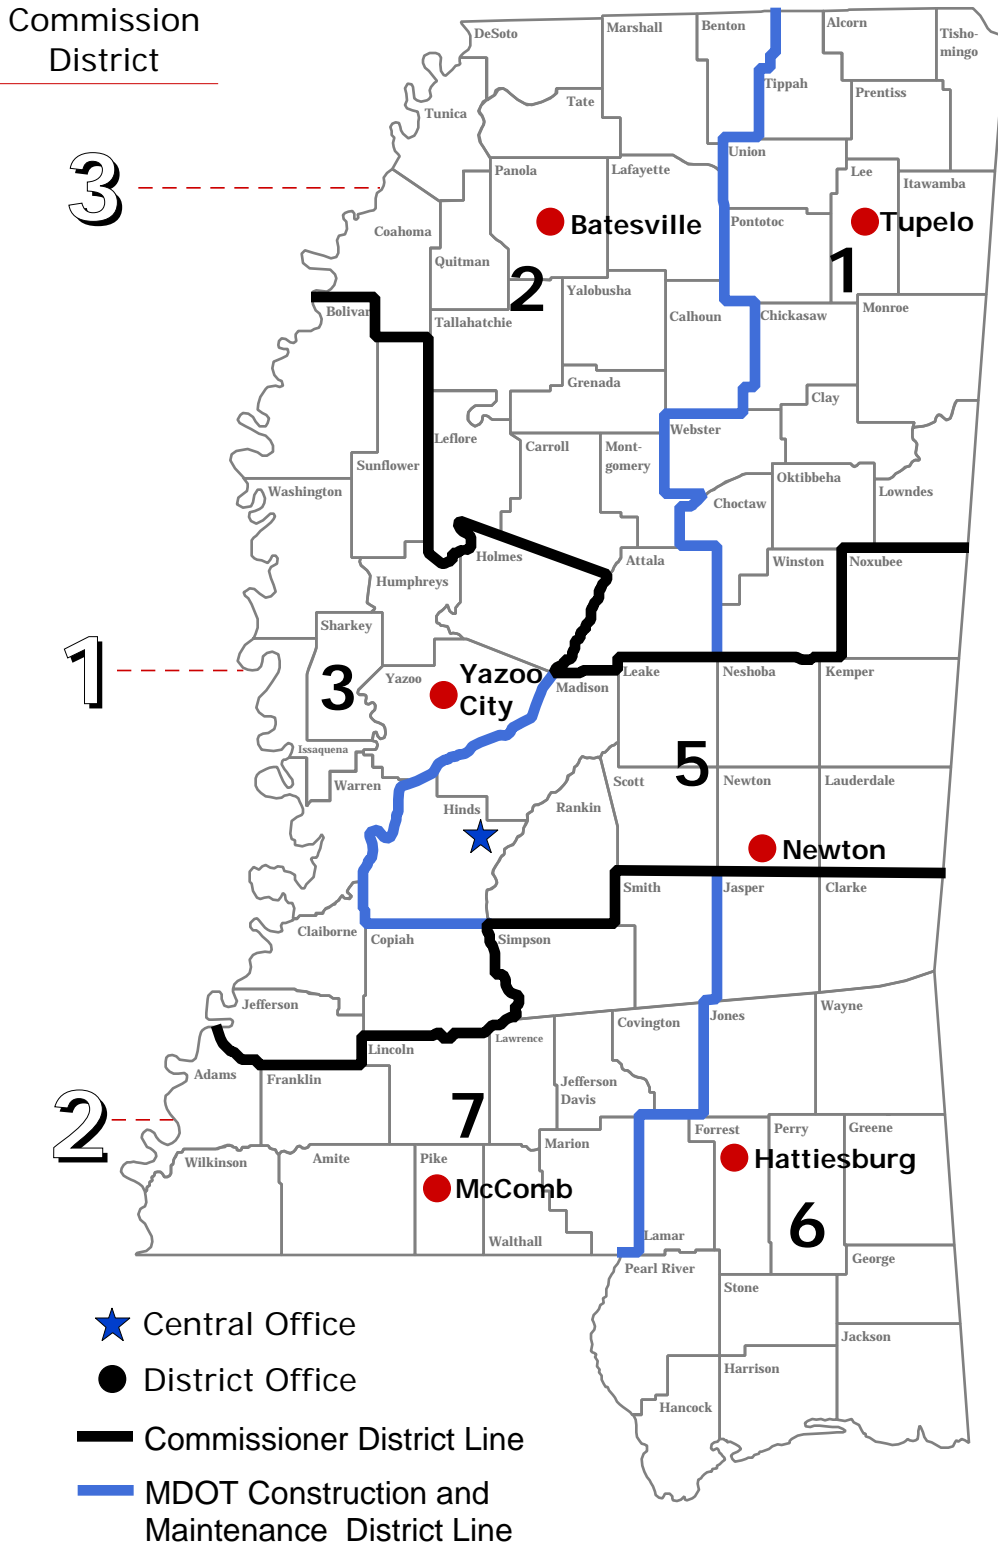 Commission
District
DeSoto
Marshall
Benton
Alcorn
Tisho-
mingo
Tippah
Prentiss
Tate
Tunica
Union
Panola
Lafayette
Lee
Itawamba
3
Coahoma
Batesville
Pontotoc
Tupelo
Quitman
2
1
Yalobusha
Bolivar
Tallahatchie
Calhoun
Chickasaw
Monroe
Grenada
Clay
Leflore
Carroll
Mont-
gomery
Webster
Sunflower
Washington
Oktibbeha
Choctaw
Lowndes
Holmes
Attala
Winston
Noxubee
Humphreys
Sharkey
1
3
Yazoo
Yazoo
City
Madison
Leake
Neshoba
Kemper
Issaquena
Warren
5
Scott
Newton
Lauderdale
Hinds
Rankin
Newton
Smith
Jasper
Clarke
Claiborne
Copiah
Simpson
Jefferson
Jones
Wayne
Covington
Lincoln
Lawrence
Adams
Franklin
Jefferson
Davis
2
7
Marion
Forrest
Perry
Greene
Wilkinson
Amite
Pike
Hattiesburg
McComb
6
Walthall
Lamar
Pearl River
George
Stone
Central Office
Jackson
Harrison
District Office
Hancock
Commissioner District Line
MDOT Construction and
Maintenance District Line